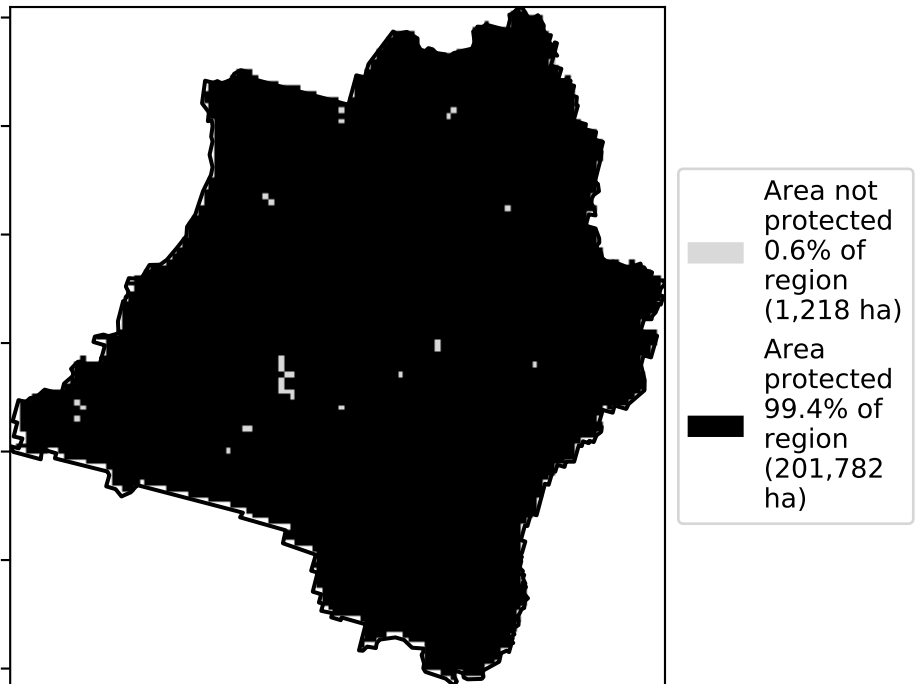 Area not
protected
0.6% of
region
(1,218 ha)
Area
protected
99.4% of
region
(201,782
ha)